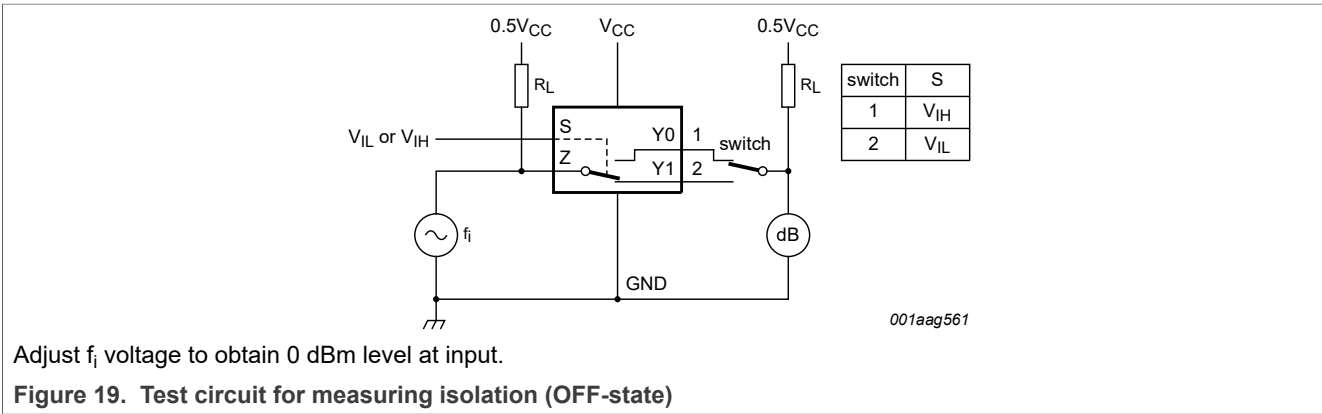 0.5VCC VCC 0.5VCC
RL RL
switch S
1 VIH
2 VIL
VIL or VIH
S Y0 1 switch
Z Y1 2
fi dB
GND
001aag561
Adjust fi voltage to obtain 0 dBm level at input.
Figure 19. Test circuit for measuring isolation (OFF-state)